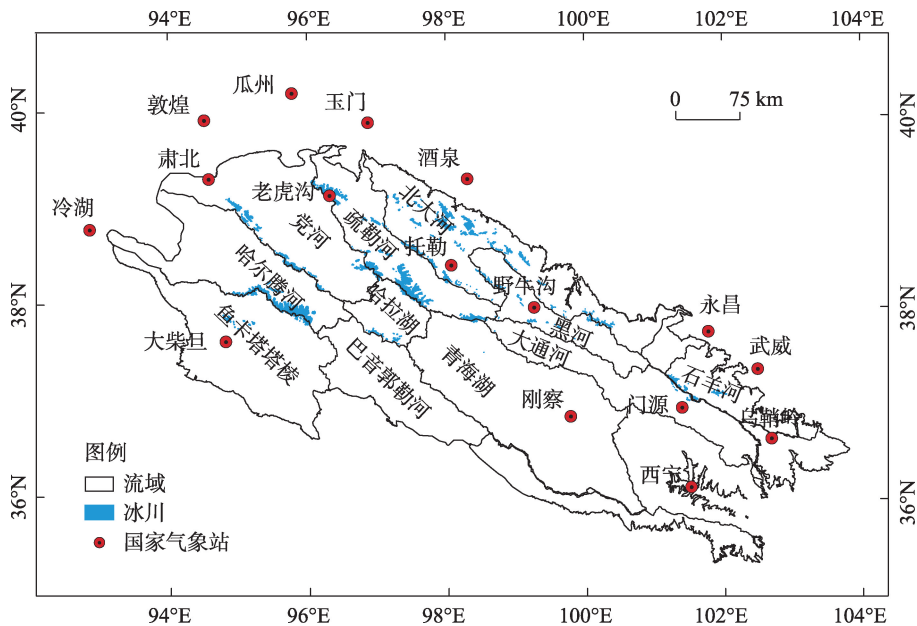 94°E 96°E 98°E 100°E 102°E 104°E
40°N
38°N
36°N
40°N
38°N
36°N
0 75 km
瓜州
敦煌
玉门
肃北
酒泉
老虎沟
北大河
冷湖
党河
疏勒河
托勒
哈尔腾河
野牛沟
哈拉湖
永昌
鱼卡塔塔棱
黑河
大柴旦
大通河
武威
巴音郭勒河
青海湖
石羊河
刚察
门源
乌鞘岭
西宁
图例
流域
冰川
国家气象站
94°E 96°E 98°E 100°E 102°E 104°E